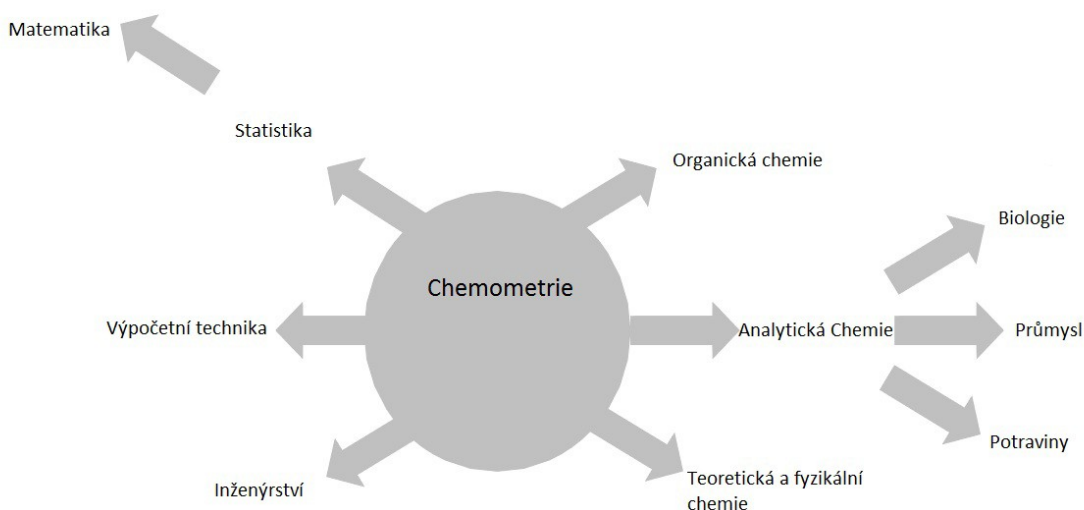 Matematika
Statistika
Organická chemie
Biologie
Chemometrie
Výpočetní technika
Analytická Chemie
Průmysl
Potraviny
Inženýrství
Teoretická a fyzikální
chemie